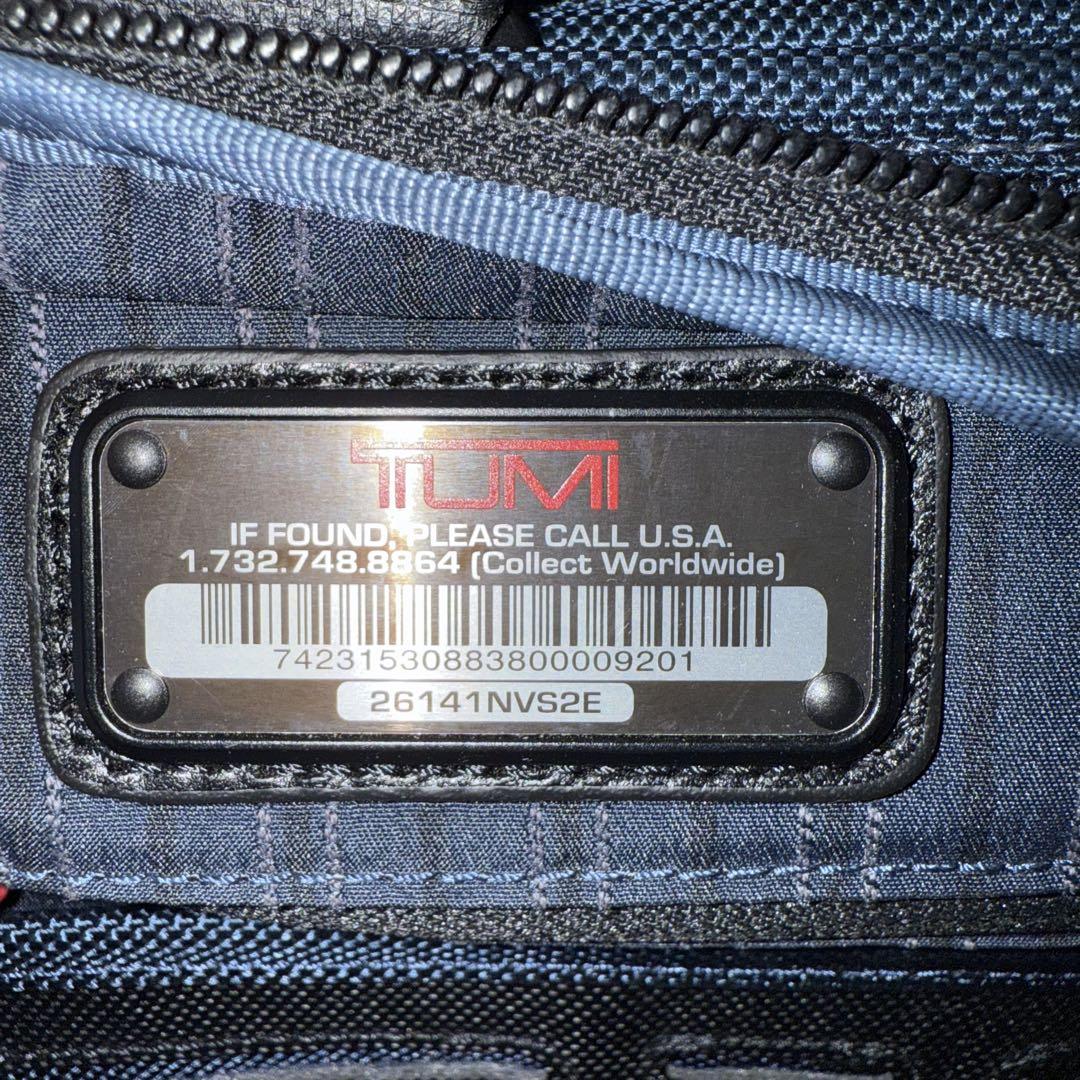 TUMI
IF FOUND, PLEASE CALL U.S.A.
1.732.748.8864 (Collect Worldwide)
74231530883800009201
26141NVS2E